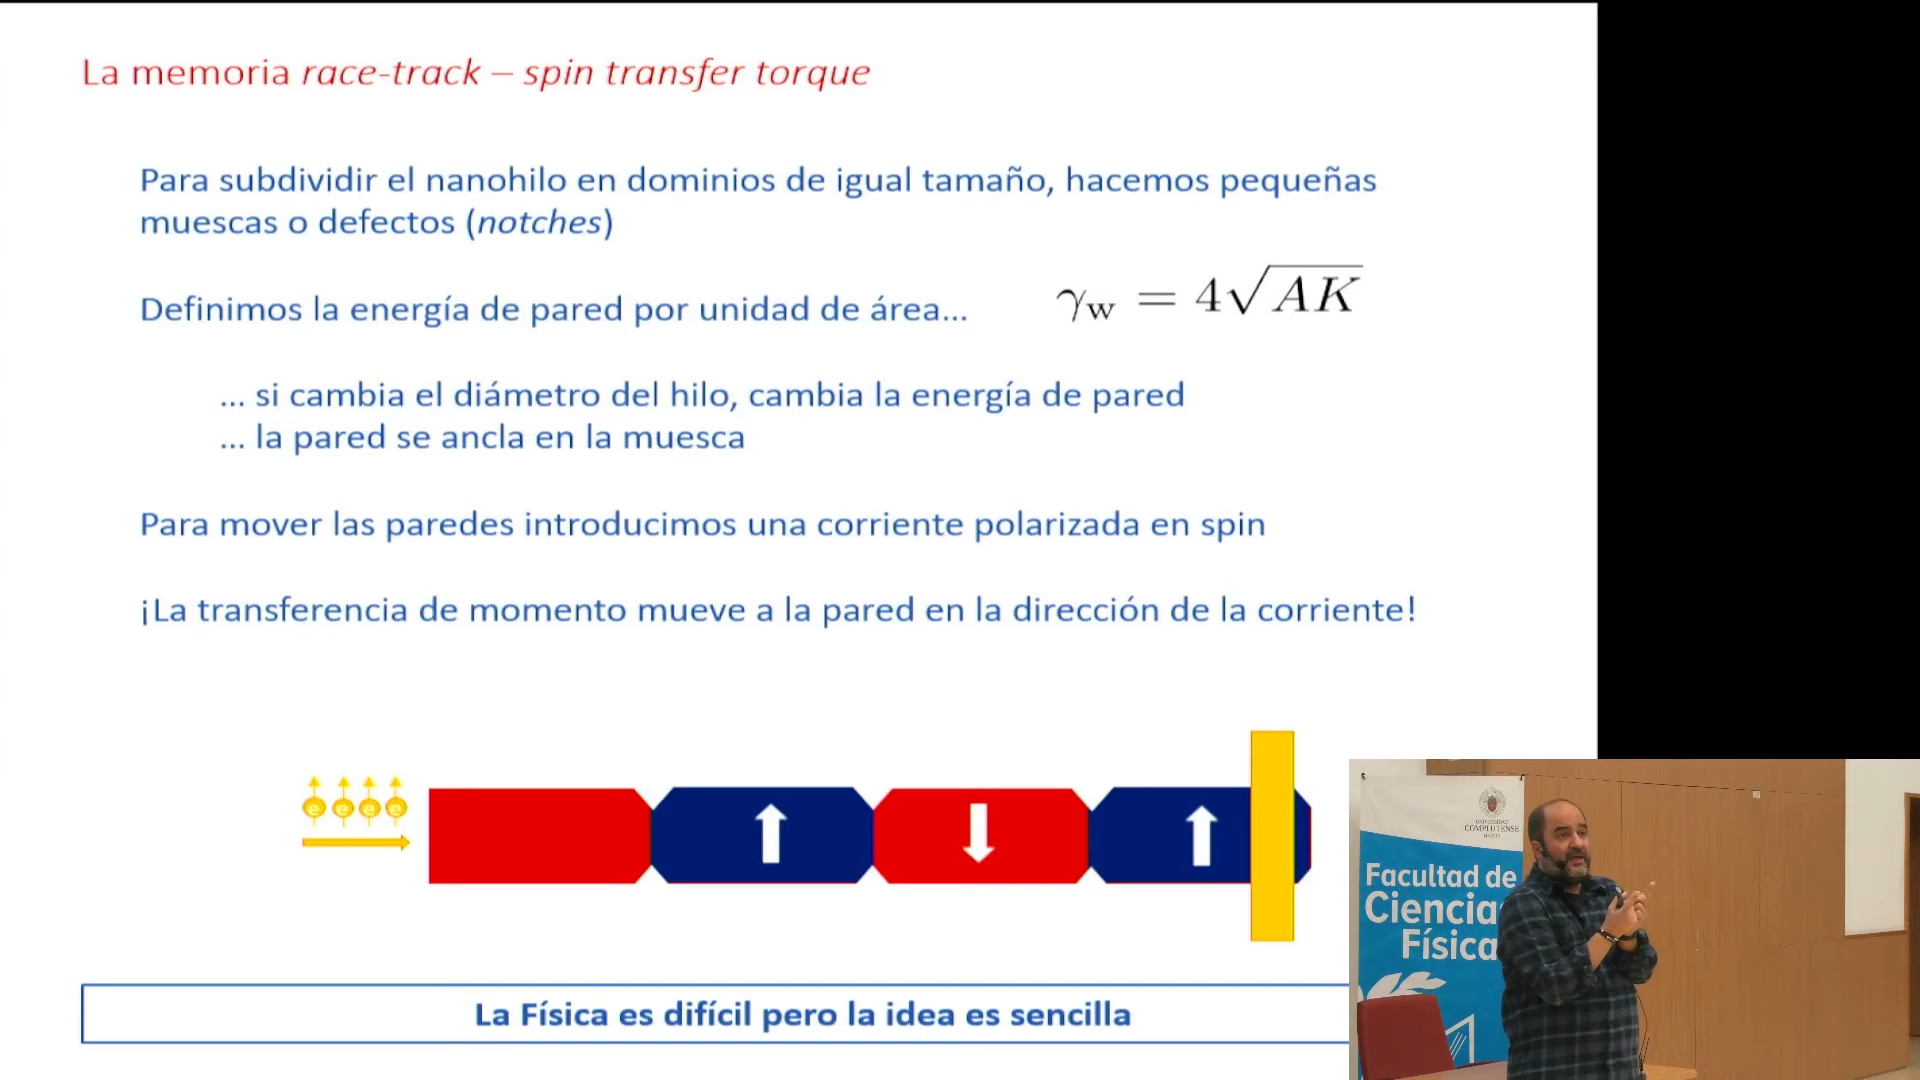 La memoria race-track – spin transfer torque
Para subdividir el nanohilo en dominios de igual tamaño, hacemos pequeñas
muescas o defectos (notches)
Definimos la energía de pared por unidad de área...
γw = 4√AK
... si cambia el diámetro del hilo, cambia la energía de pared
... la pared se ancla en la muesca
Para mover las paredes introducimos una corriente polarizada en spin
¡La transferencia de momento mueve a la pared en la dirección de la corriente!
e e e e
La Física es difícil pero la idea es sencilla
UNIVERSIDAD
COMPLUTENSE
MADRID
Facultad de
Ciencia
Física